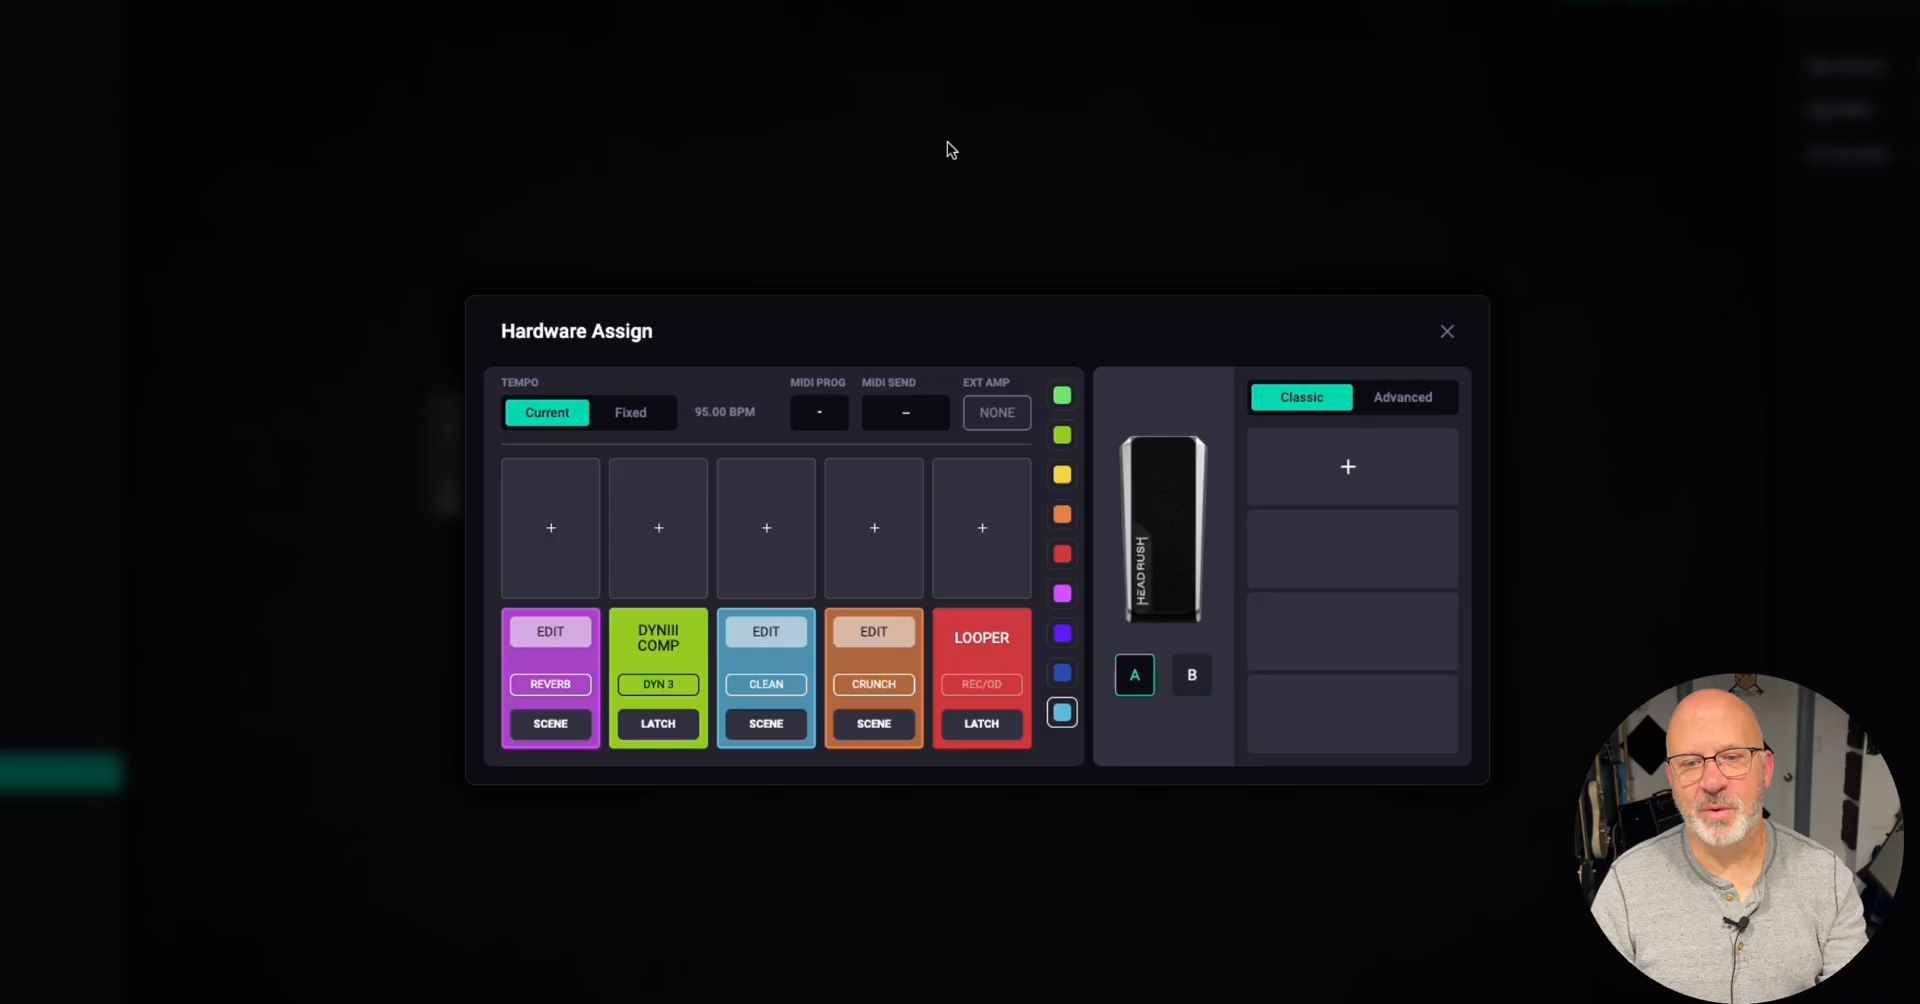 Hardware Assign
TEMPO
Current Fixed 95.00 BPM
MIDI PROG
-
MIDI SEND
–
EXT AMP
NONE
+ + + + +
EDIT
REVERB
SCENE
DYNIII
COMP
DYN 3
LATCH
EDIT
CLEAN
SCENE
EDIT
CRUNCH
SCENE
LOOPER
REC/OD
LATCH
HEADRUSH
A B
Classic Advanced
+